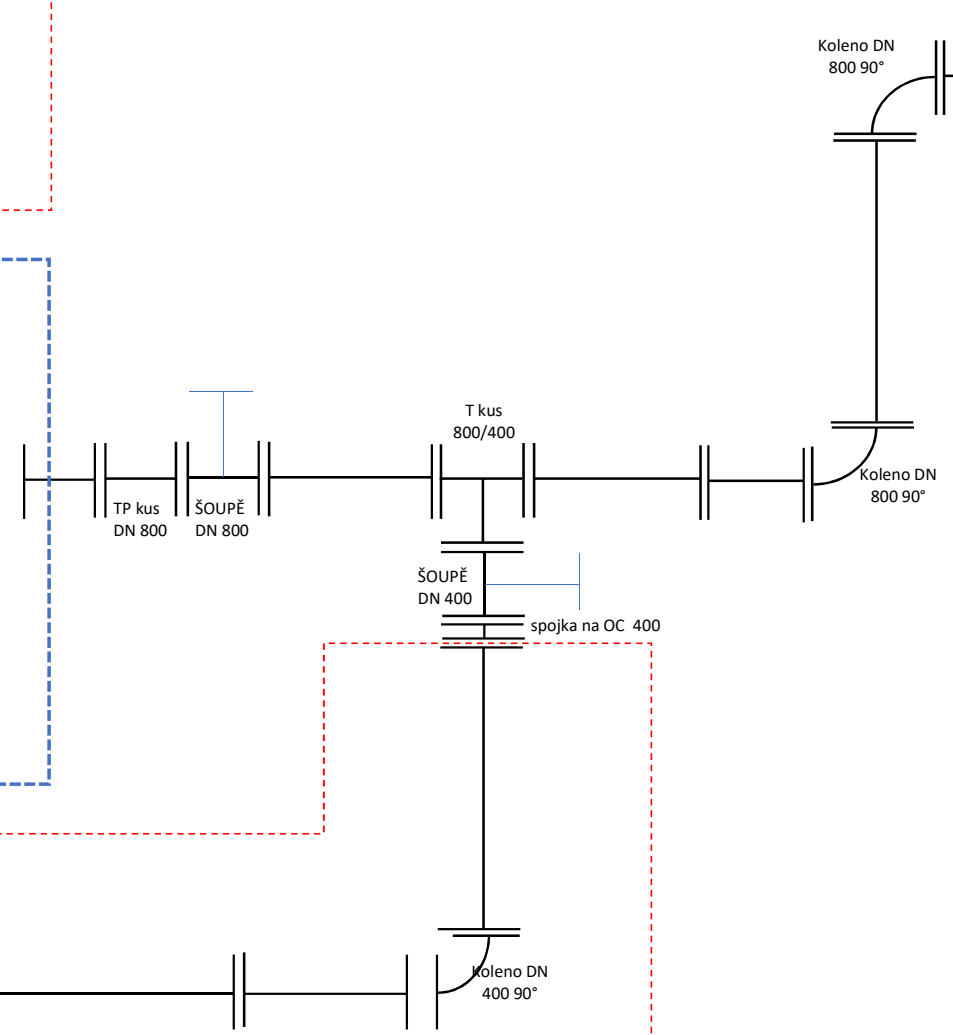 Koleno DN
800 90°
T kus
800/400
Koleno DN
800 90°
TP kus
DN 800
ŠOUPĚ
DN 800
ŠOUPĚ
DN 400
spojka na OC 400
Koleno DN
400 90°